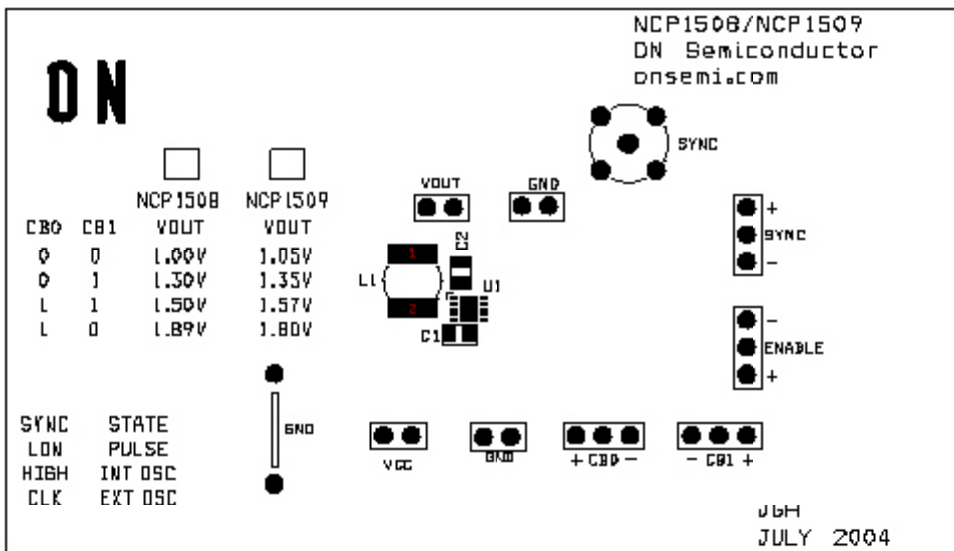 NCP1508/NCP1509
ON Semiconductor
onsemi.com
ON
SYNC
NCP1508 NCP1509
CB0 CB1 VOUT VOUT
0 0 1.00V 1.05V
0 1 1.30V 1.35V
1 1 1.50V 1.57V
1 0 1.89V 1.80V
VOUT GND
+
SYNC
-
C2
L1
1
2
U1
C1
-
ENABLE
+
GND
SYNC STATE
LOW PULSE
HIGH INT OSC
CLK EXT OSC
VCC GND + CB0 - - CB1 +
JGH
JULY 2004